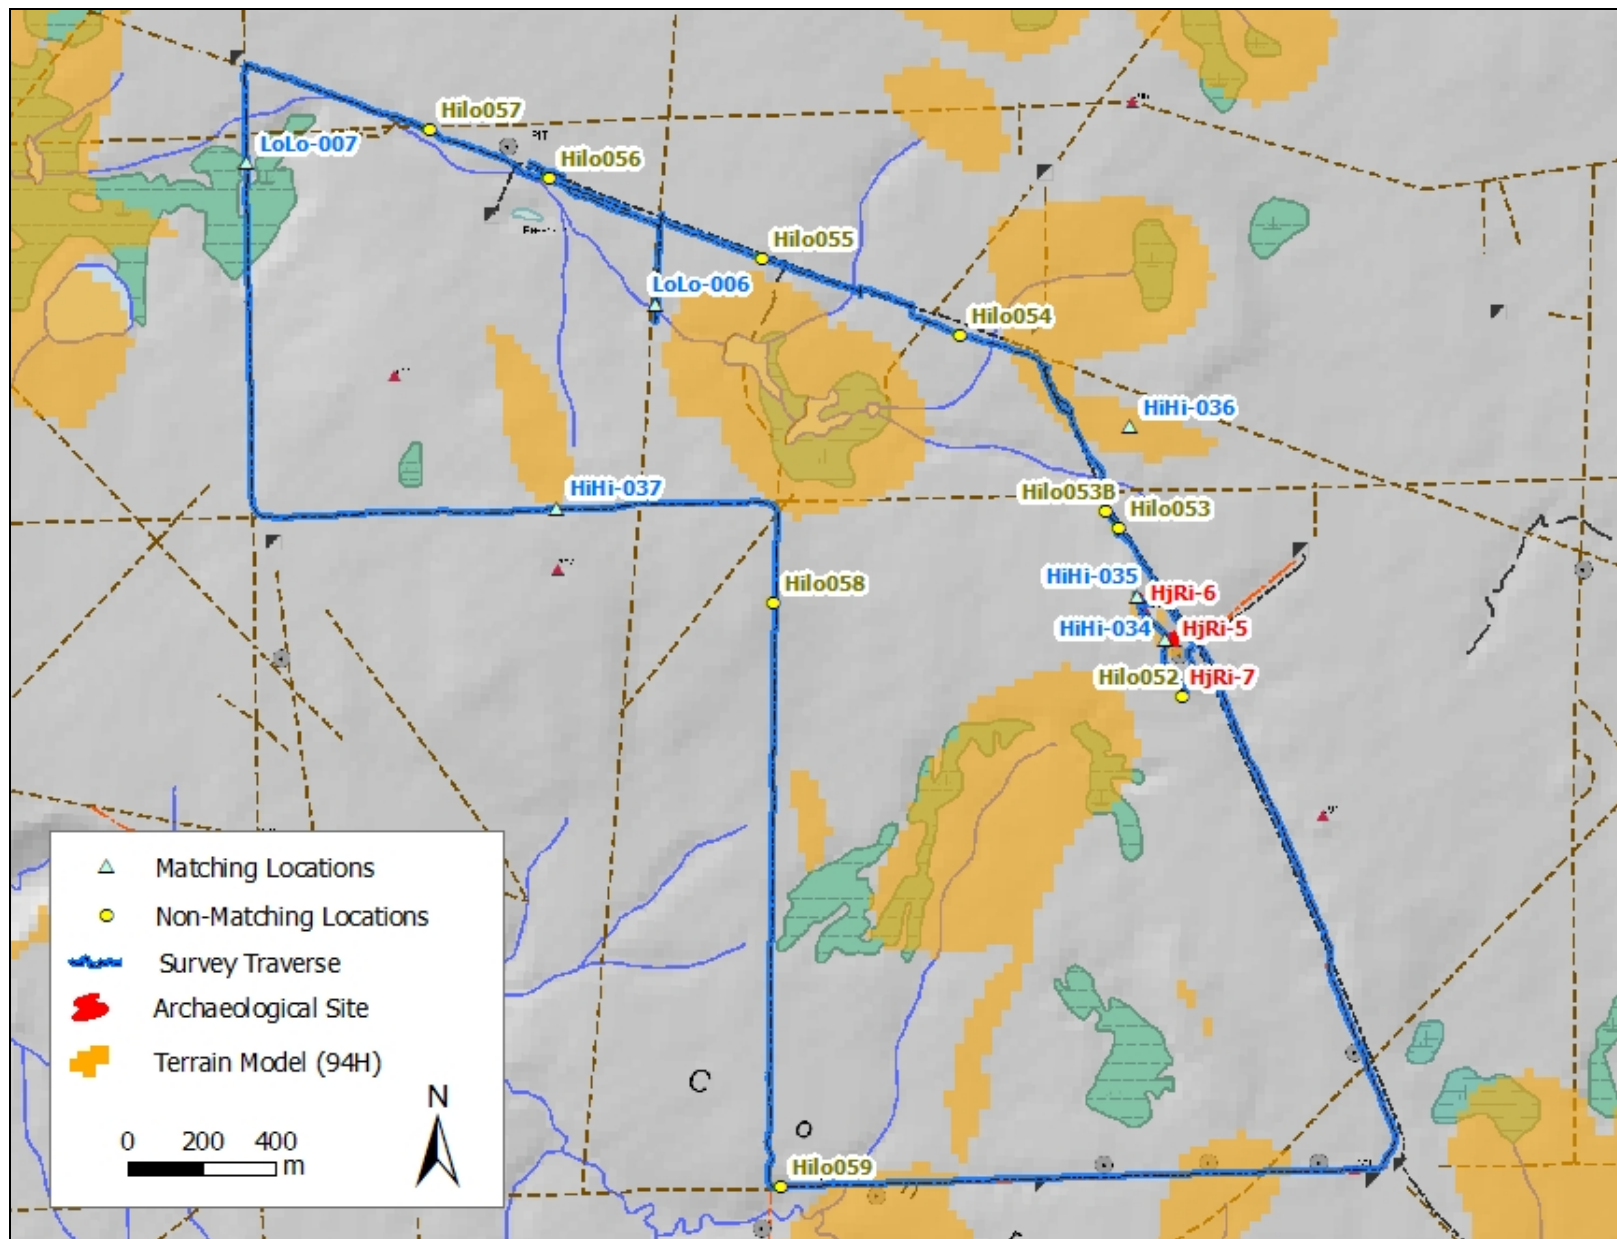 Hilo057
PIT
LoLo-007
Hilo056
Hilo055
LoLo-006
Hilo054
HiHi-036
HiHi-037
Hilo053B
Hilo053
HiHi-035
HjRi-6
Hilo058
HiHi-034
HjRi-5
Hilo052
HjRi-7
Matching Locations
Non-Matching Locations
Survey Traverse
Archaeological Site
Terrain Model (94H)
C
N
O
0 200 400
m
Hilo059